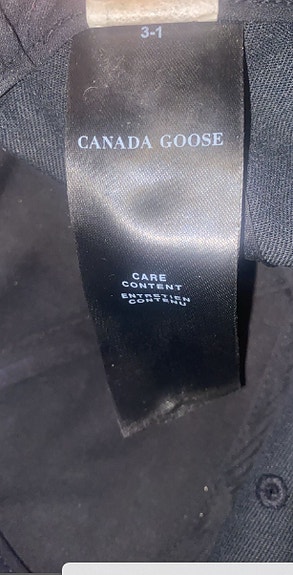 3-1
CANADA GOOSE
CARE
CONTENT
ENTRETIEN
CONTENU